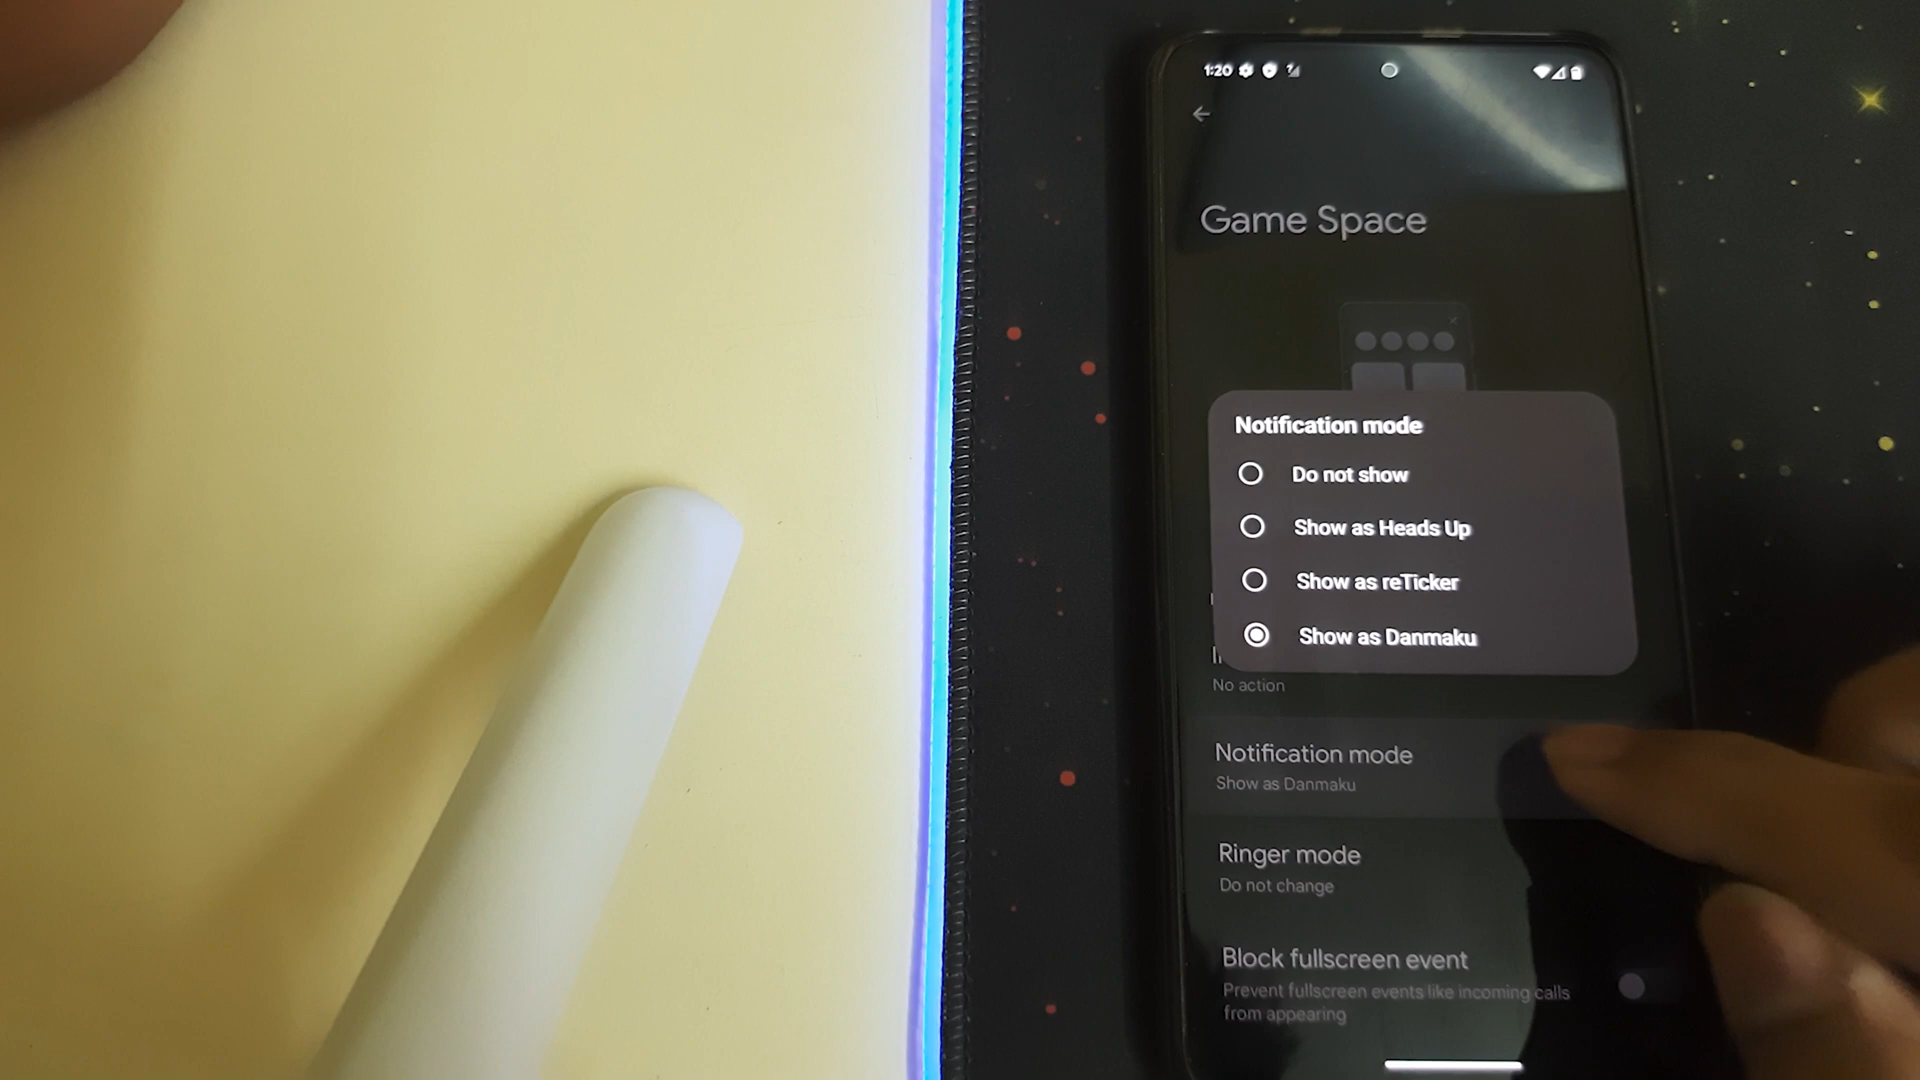 1:20
Game Space
Notification mode
Do not show
Show as Heads Up
Show as reTicker
Show as Danmaku
No action
Notification mode
Show as Danmaku
Ringer mode
Do not change
Block fullscreen event
Prevent fullscreen events like incoming calls
from appearing